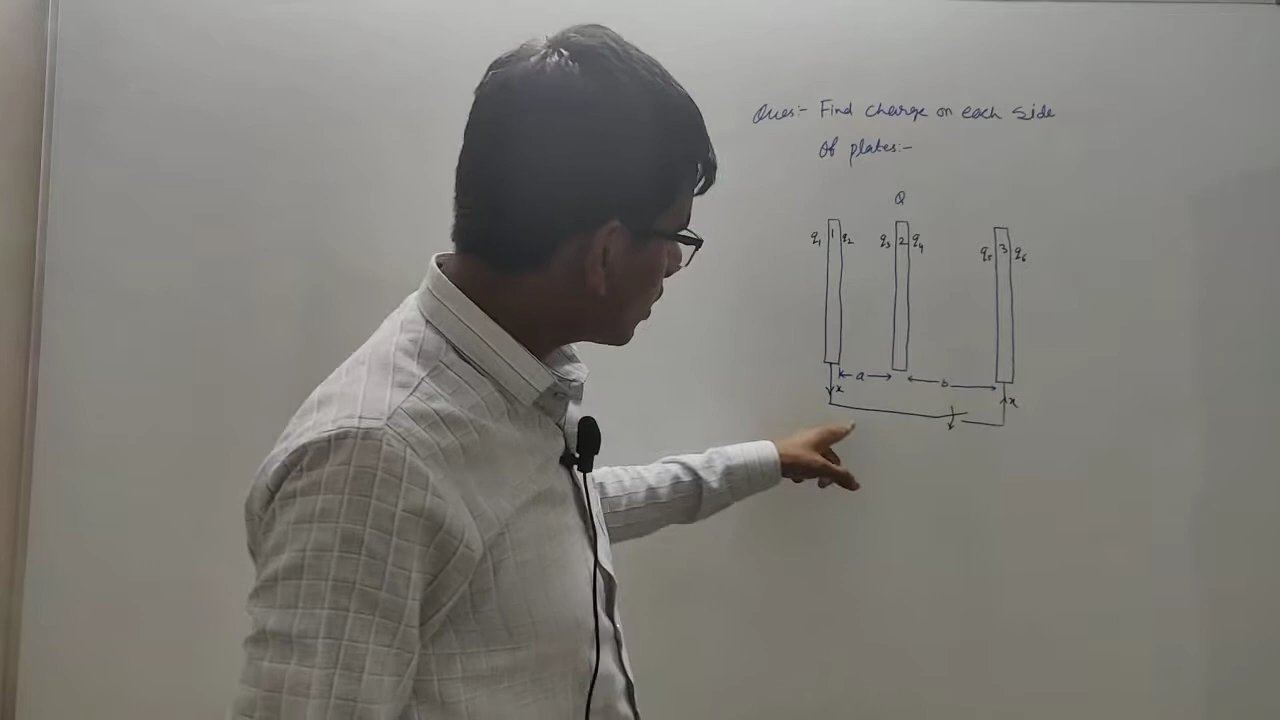 Ques:- Find charge on each side
of plates:-
Q
q₁ 1 q₂ q₃ 2 q₄ q₅ 3 q₆
a b
x x